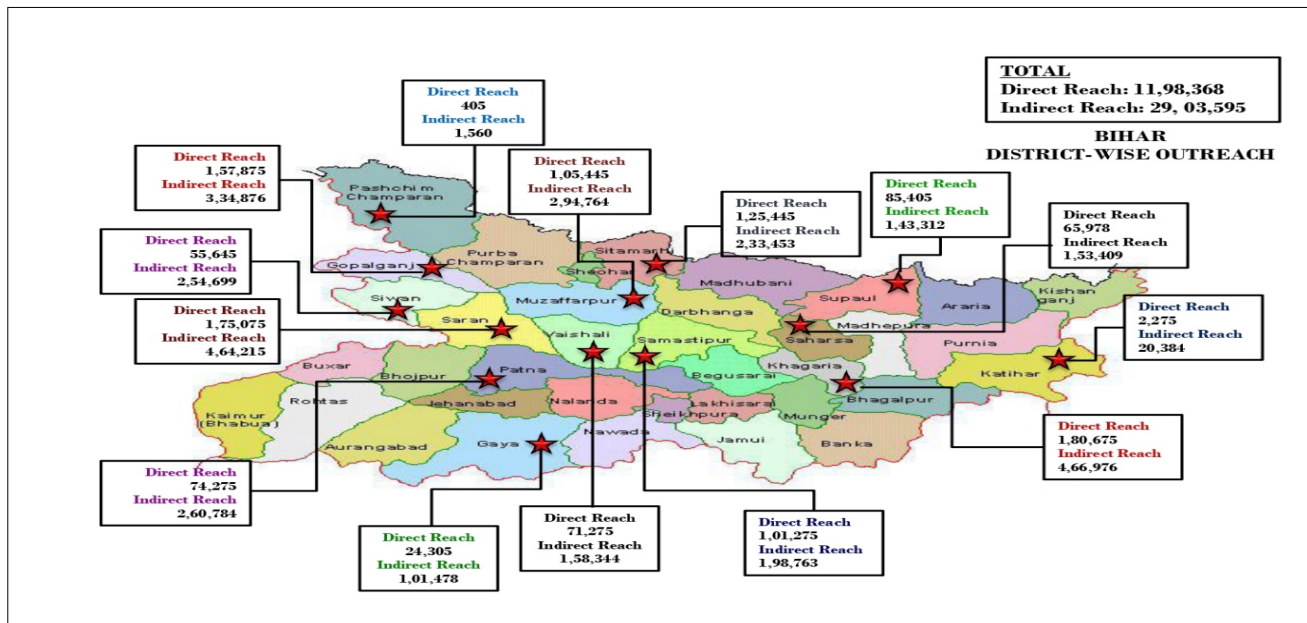 TOTAL
Direct Reach: 11,98,368
Indirect Reach: 29, 03,595
BIHAR
DISTRICT-WISE OUTREACH
Direct Reach
405
Indirect Reach
1,560
Direct Reach
1,57,875
Indirect Reach
3,34,876
Direct Reach
1,05,445
Indirect Reach
2,94,764
Direct Reach
1,25,445
Indirect Reach
2,33,453
Direct Reach
85,405
Indirect Reach
1,43,312
Direct Reach
65,978
Indirect Reach
1,53,409
Direct Reach
55,645
Indirect Reach
2,54,699
Direct Reach
1,75,075
Indirect Reach
4,64,215
Direct Reach
2,275
Indirect Reach
20,384
Direct Reach
1,80,675
Indirect Reach
4,66,976
Direct Reach
74,275
Indirect Reach
2,60,784
Direct Reach
24,305
Indirect Reach
1,01,478
Direct Reach
71,275
Indirect Reach
1,58,344
Direct Reach
1,01,275
Indirect Reach
1,98,763
Pashchim
Champaran
Gopalganj
Purba
Champaran
Sitamarhi
Sheohar
Siwan
Muzaffarpur
Madhubani
Supaul
Araria
Kishan
ganj
Saran
Vaishali
Darbhanga
Madhepura
Samastipur
Saharsa
Purnia
Buxar
Bhojpur
Patna
Begusarai
Khagaria
Katihar
Kaimur
(Bhabua)
Rohtas
Jehanabad
Nalanda
Lakhisarai
Sheikhpura
Munger
Bhagalpur
Aurangabad
Gaya
Nawada
Jamui
Banka